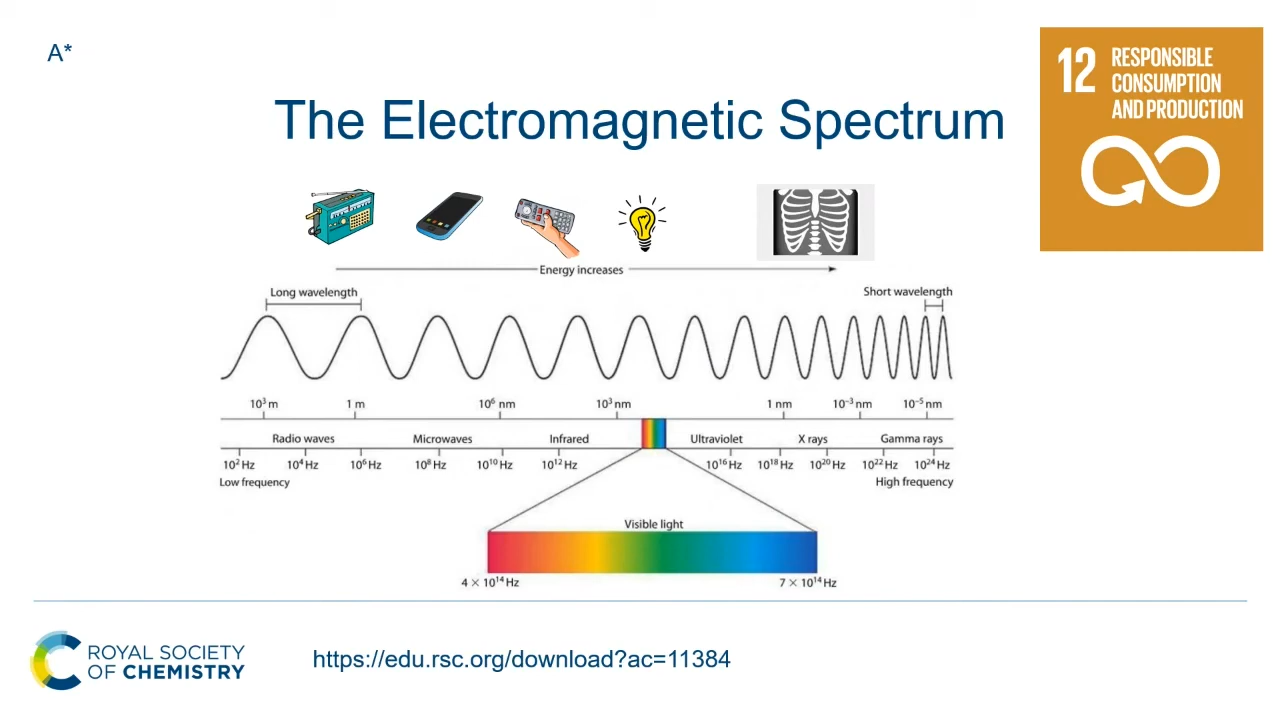 A*
12 RESPONSIBLE
CONSUMPTION
AND PRODUCTION
The Electromagnetic Spectrum
Energy increases
Long wavelength
Short wavelength
10³ m 1 m 10⁶ nm 10³ nm 1 nm 10⁻³ nm 10⁻⁵ nm
Radio waves Microwaves Infrared Ultraviolet X rays Gamma rays
10² Hz 10⁴ Hz 10⁶ Hz 10⁸ Hz 10¹⁰ Hz 10¹² Hz 10¹⁶ Hz 10¹⁸ Hz 10²⁰ Hz 10²² Hz 10²⁴ Hz
Low frequency High frequency
Visible light
4 × 10¹⁴ Hz 7 × 10¹⁴ Hz
ROYAL SOCIETY
OF CHEMISTRY
https://edu.rsc.org/download?ac=11384